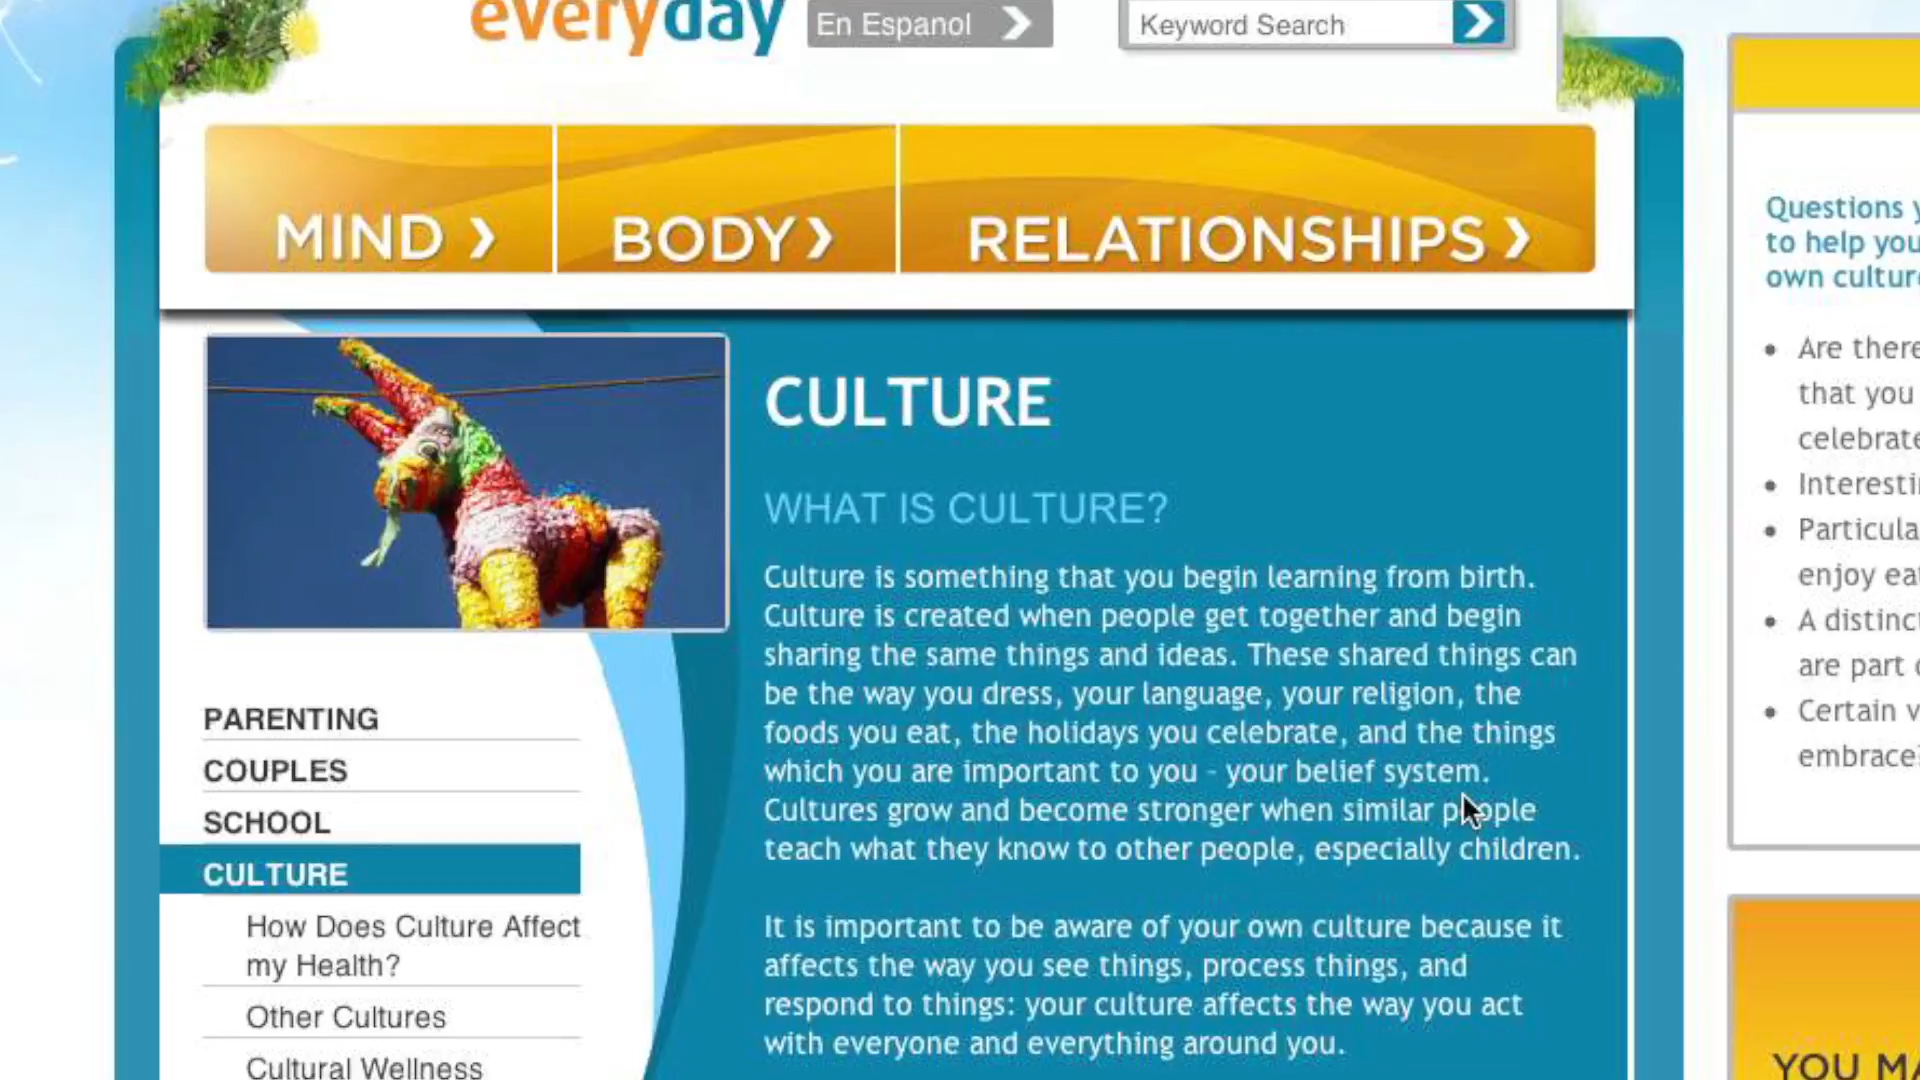 everyday
En Espanol
Keyword Search
MIND
BODY
RELATIONSHIPS
CULTURE
WHAT IS CULTURE?
Culture is something that you begin learning from birth.
Culture is created when people get together and begin
sharing the same things and ideas. These shared things can
be the way you dress, your language, your religion, the
foods you eat, the holidays you celebrate, and the things
which you are important to you - your belief system.
Cultures grow and become stronger when similar people
teach what they know to other people, especially children.
It is important to be aware of your own culture because it
affects the way you see things, process things, and
respond to things: your culture affects the way you act
with everyone and everything around you.
PARENTING
COUPLES
SCHOOL
CULTURE
How Does Culture Affect
my Health?
Other Cultures
Cultural Wellness
Questions
to help you
own
Are there
that you
Interesting
enjoy
A
are part
Certain
embrace?
YOU